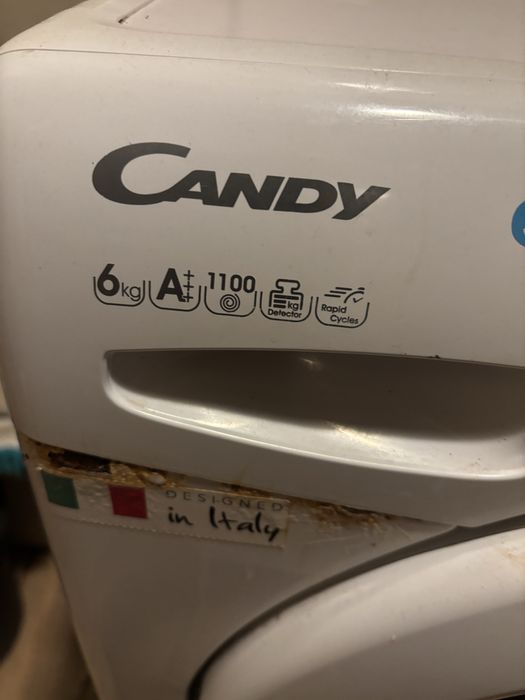 CANDY
6kg A++ 1100 kg Detector Rapid Cycles
DESIGNED
in Italy